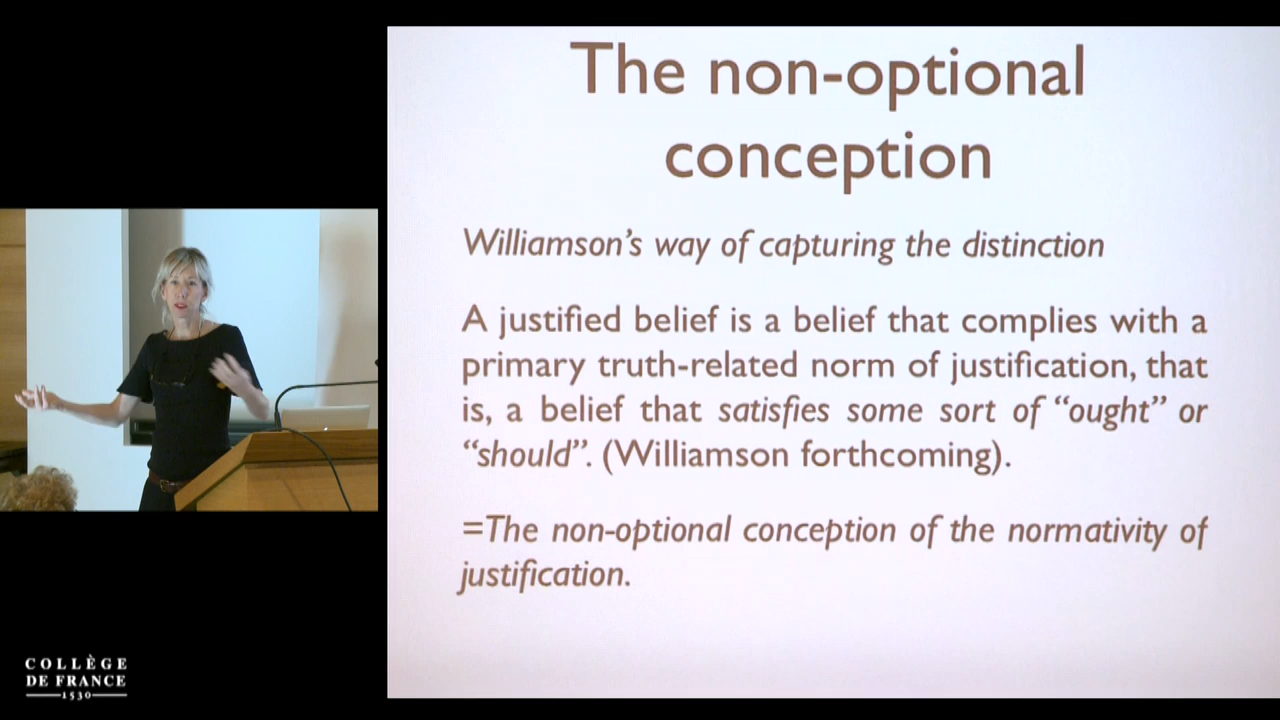 The non-optional
conception
Williamson's way of capturing the distinction
A justified belief is a belief that complies with a
primary truth-related norm of justification, that
is, a belief that satisfies some sort of “ought” or
“should”. (Williamson forthcoming).
=The non-optional conception of the normativity of
justification.
COLLÈGE
DE FRANCE
1530